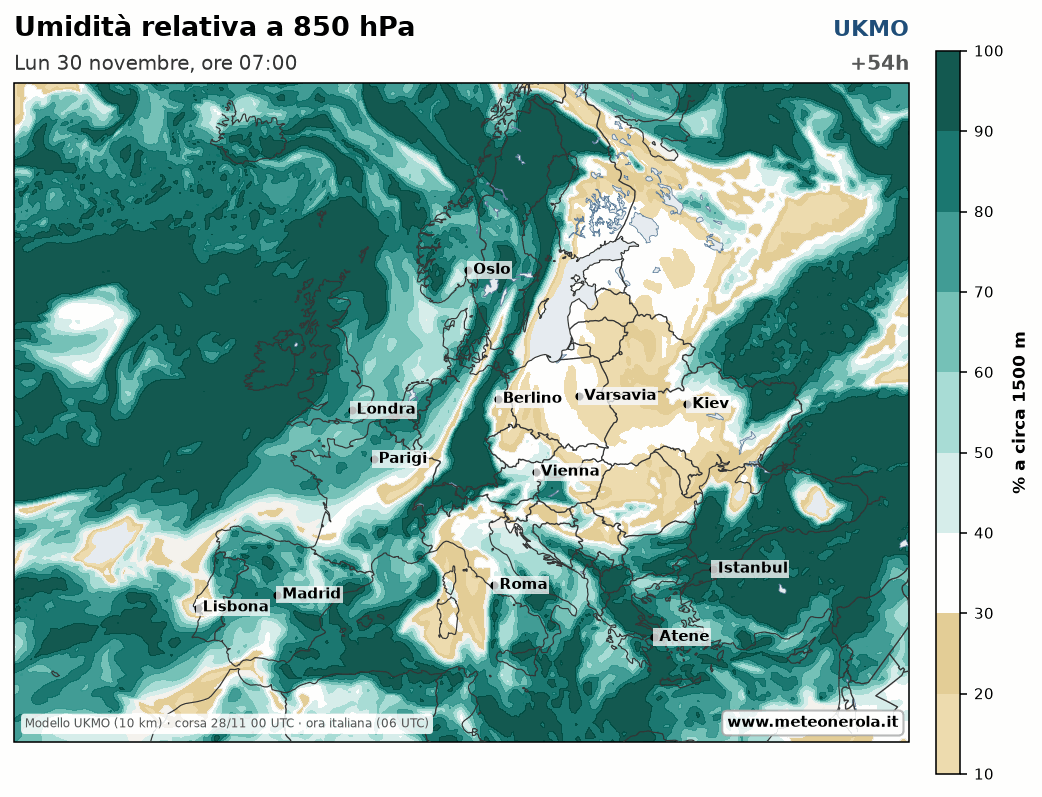 Umidità relativa a 850 hPa
UKMO
Lun 30 novembre, ore 07:00
+54h
100
90
80
70
60
50
40
30
20
10
% a circa 1500 m
Oslo
Londra
Berlino
Varsavia
Kiev
Parigi
Vienna
Istanbul
Roma
Madrid
Lisbona
Atene
Modello UKMO (10 km) · corsa 28/11 00 UTC · ora italiana (06 UTC)
www.meteonerola.it